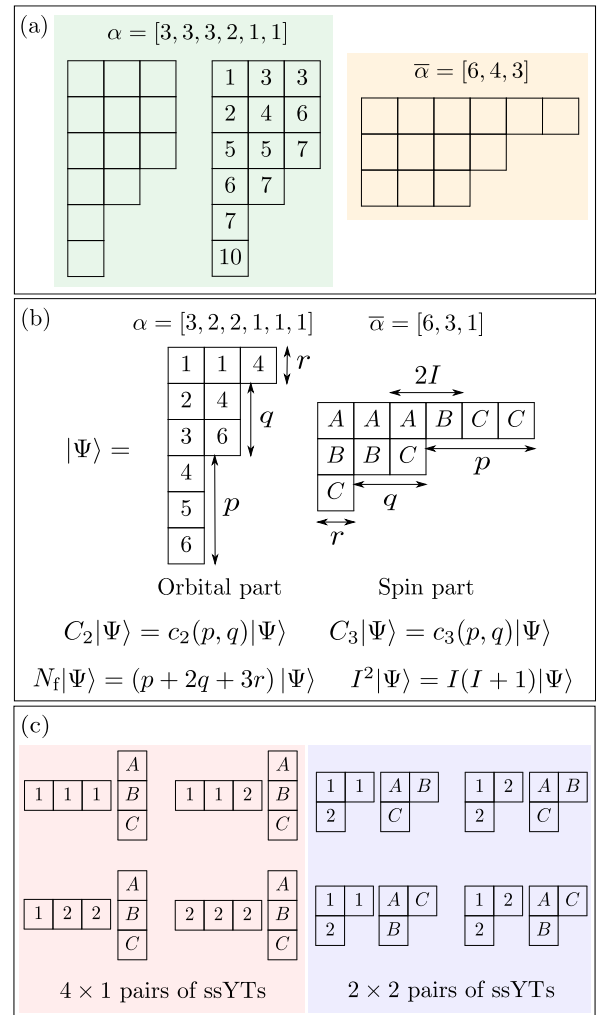 (a)
α = [3, 3, 3, 2, 1, 1]
1 3 3
2 4 6
5 5 7
6 7
7
10
α̅ = [6, 4, 3]
(b)
α = [3, 2, 2, 1, 1, 1]
α̅ = [6, 3, 1]
|Ψ⟩ =
1 1 4
2 4
3 6
4
5
6
r
q
p
2I
A A A B C C
B B C
C
p
q
r
Orbital part
Spin part
C₂|Ψ⟩ = c₂(p, q)|Ψ⟩
C₃|Ψ⟩ = c₃(p, q)|Ψ⟩
N_f|Ψ⟩ = (p + 2q + 3r) |Ψ⟩
I²|Ψ⟩ = I(I + 1)|Ψ⟩
(c)
1 1 1
A
B
C
1 1 2
A
B
C
1 2 2
A
B
C
2 2 2
A
B
C
4 × 1 pairs of ssYTs
1 1
2
A B
C
1 2
2
A B
C
1 1
2
A C
B
1 2
2
A C
B
2 × 2 pairs of ssYTs